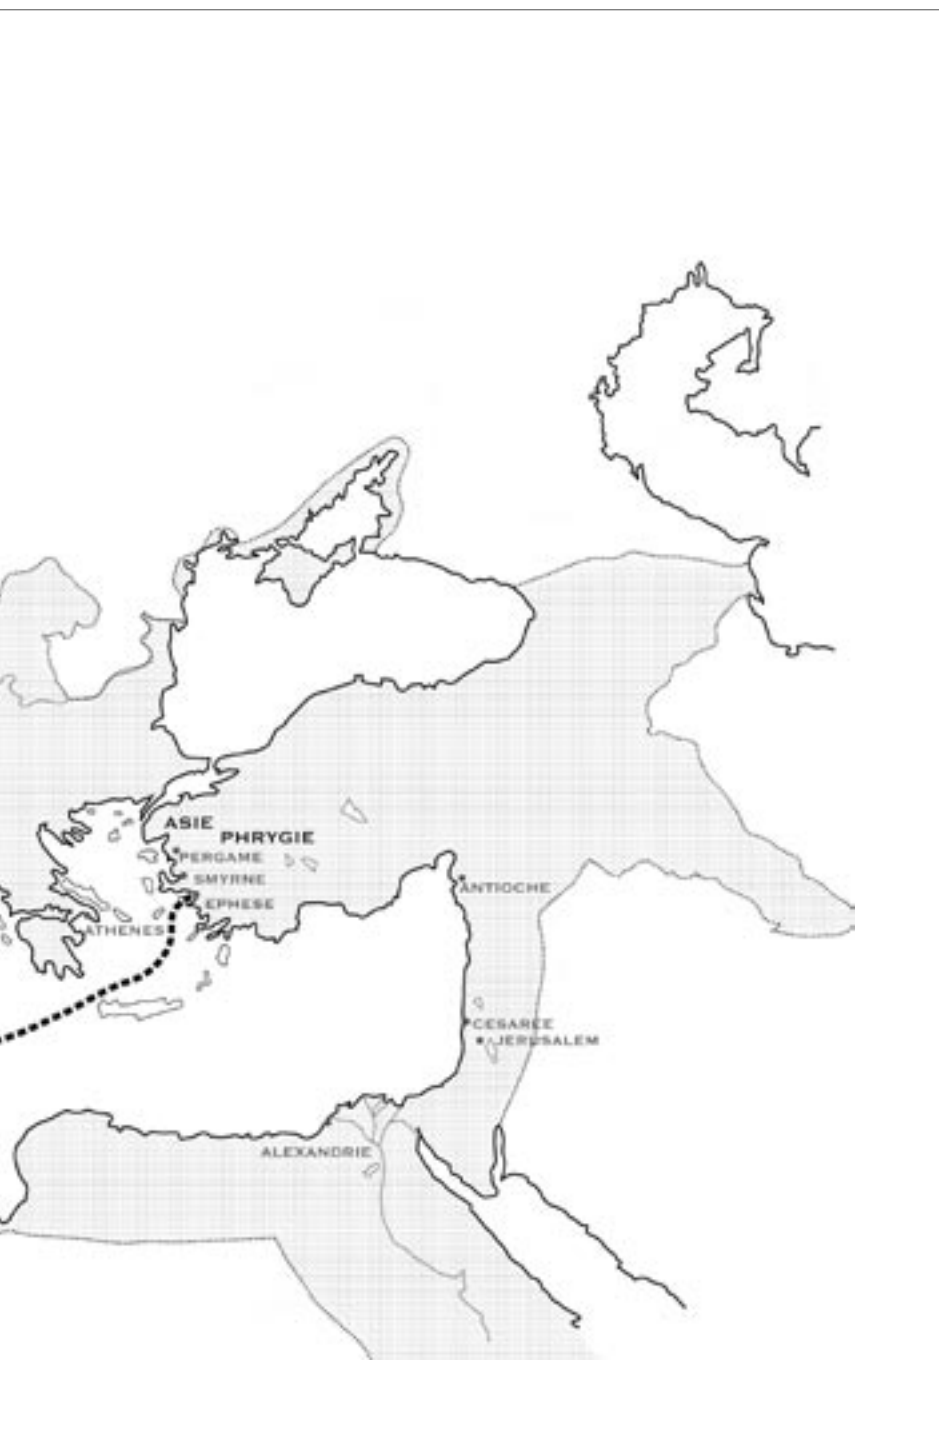 ASIE
PHRYGIE
PERGAME
SMYRNE
ANTIOCHE
EPHESE
ATHENES
CESAREE
JERUSALEM
ALEXANDRIE